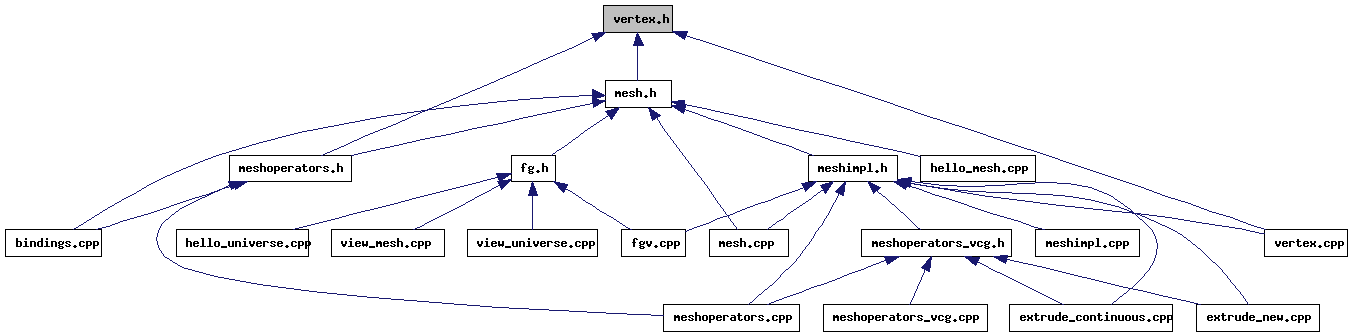 vertex.h
mesh.h
meshoperators.h
fg.h
meshimpl.h
hello_mesh.cpp
bindings.cpp
hello_universe.cpp
view_mesh.cpp
view_universe.cpp
fgv.cpp
mesh.cpp
meshoperators_vcg.h
meshimpl.cpp
vertex.cpp
meshoperators.cpp
meshoperators_vcg.cpp
extrude_continuous.cpp
extrude_new.cpp